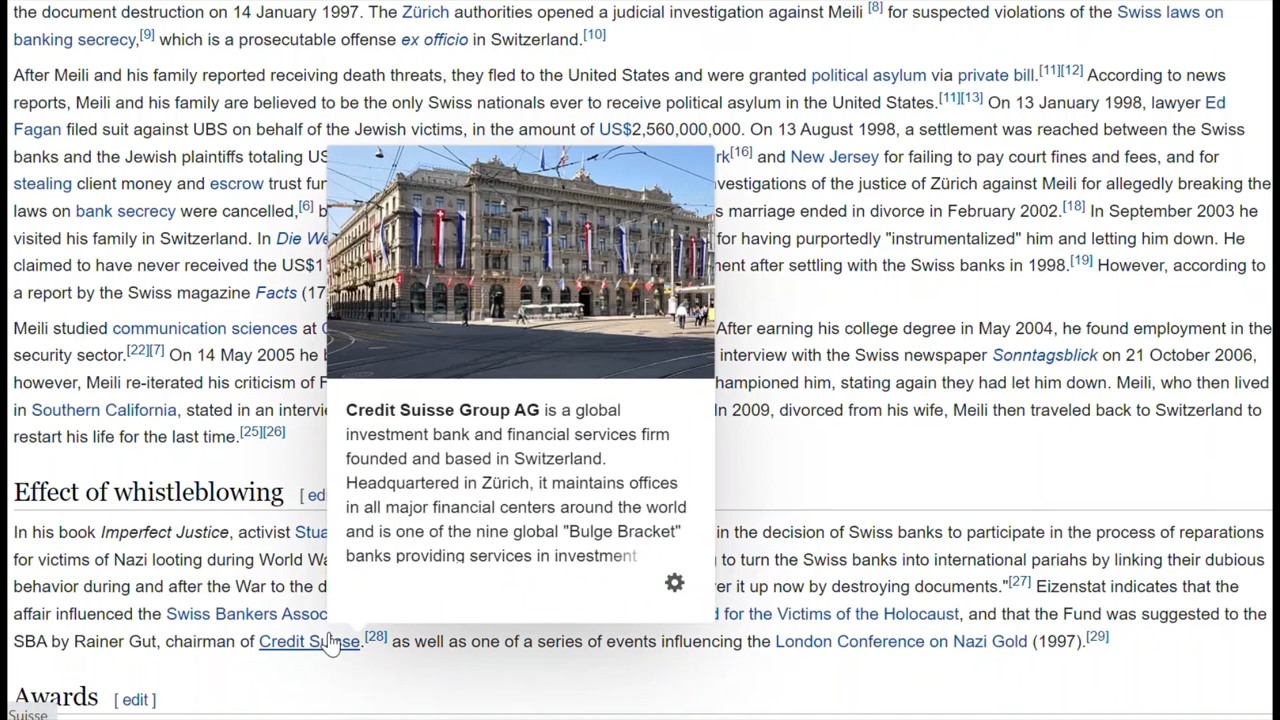 the document destruction on 14 January 1997. The Zürich authorities opened a judicial investigation against Meili [8] for suspected violations of the Swiss laws on
banking secrecy,[9] which is a prosecutable offense ex officio in Switzerland.[10]
After Meili and his family reported receiving death threats, they fled to the United States and were granted political asylum via private bill.[11][12] According to news
reports, Meili and his family are believed to be the only Swiss nationals ever to receive political asylum in the United States.[11][13] On 13 January 1998, lawyer Ed
Fagan filed suit against UBS on behalf of the Jewish victims, in the amount of US$2,560,000,000. On 13 August 1998, a settlement was reached between the Swiss
banks and the Jewish plaintiffs totaling US rk[16] and New Jersey for failing to pay court fines and fees, and for
stealing client money and escrow trust fur vestigations of the justice of Zürich against Meili for allegedly breaking the
laws on bank secrecy were cancelled,[6] b s marriage ended in divorce in February 2002.[18] In September 2003 he
visited his family in Switzerland. In Die We for having purportedly "instrumentalized" him and letting him down. He
claimed to have never received the US$1 ent after settling with the Swiss banks in 1998.[19] However, according to
a report by the Swiss magazine Facts (17
Meili studied communication sciences at After earning his college degree in May 2004, he found employment in the
security sector.[22][7] On 14 May 2005 he interview with the Swiss newspaper Sonntagsblick on 21 October 2006,
however, Meili re-iterated his criticism of hampioned him, stating again they had let him down. Meili, who then lived
in Southern California, stated in an intervie In 2009, divorced from his wife, Meili then traveled back to Switzerland to
restart his life for the last time.[25][26]
Credit Suisse Group AG is a global
investment bank and financial services firm
founded and based in Switzerland.
Headquartered in Zürich, it maintains offices
in all major financial centers around the world
and is one of the nine global "Bulge Bracket"
banks providing services in investment
Effect of whistleblowing [ ed
In his book Imperfect Justice, activist Stua in the decision of Swiss banks to participate in the process of reparations
for victims of Nazi looting during World Wa to turn the Swiss banks into international pariahs by linking their dubious
behavior during and after the War to the d er it up now by destroying documents."[27] Eizenstat indicates that the
affair influenced the Swiss Bankers Assoc d for the Victims of the Holocaust, and that the Fund was suggested to the
SBA by Rainer Gut, chairman of Credit Suisse.[28] as well as one of a series of events influencing the London Conference on Nazi Gold (1997).[29]
Awards [ edit ]
Suisse